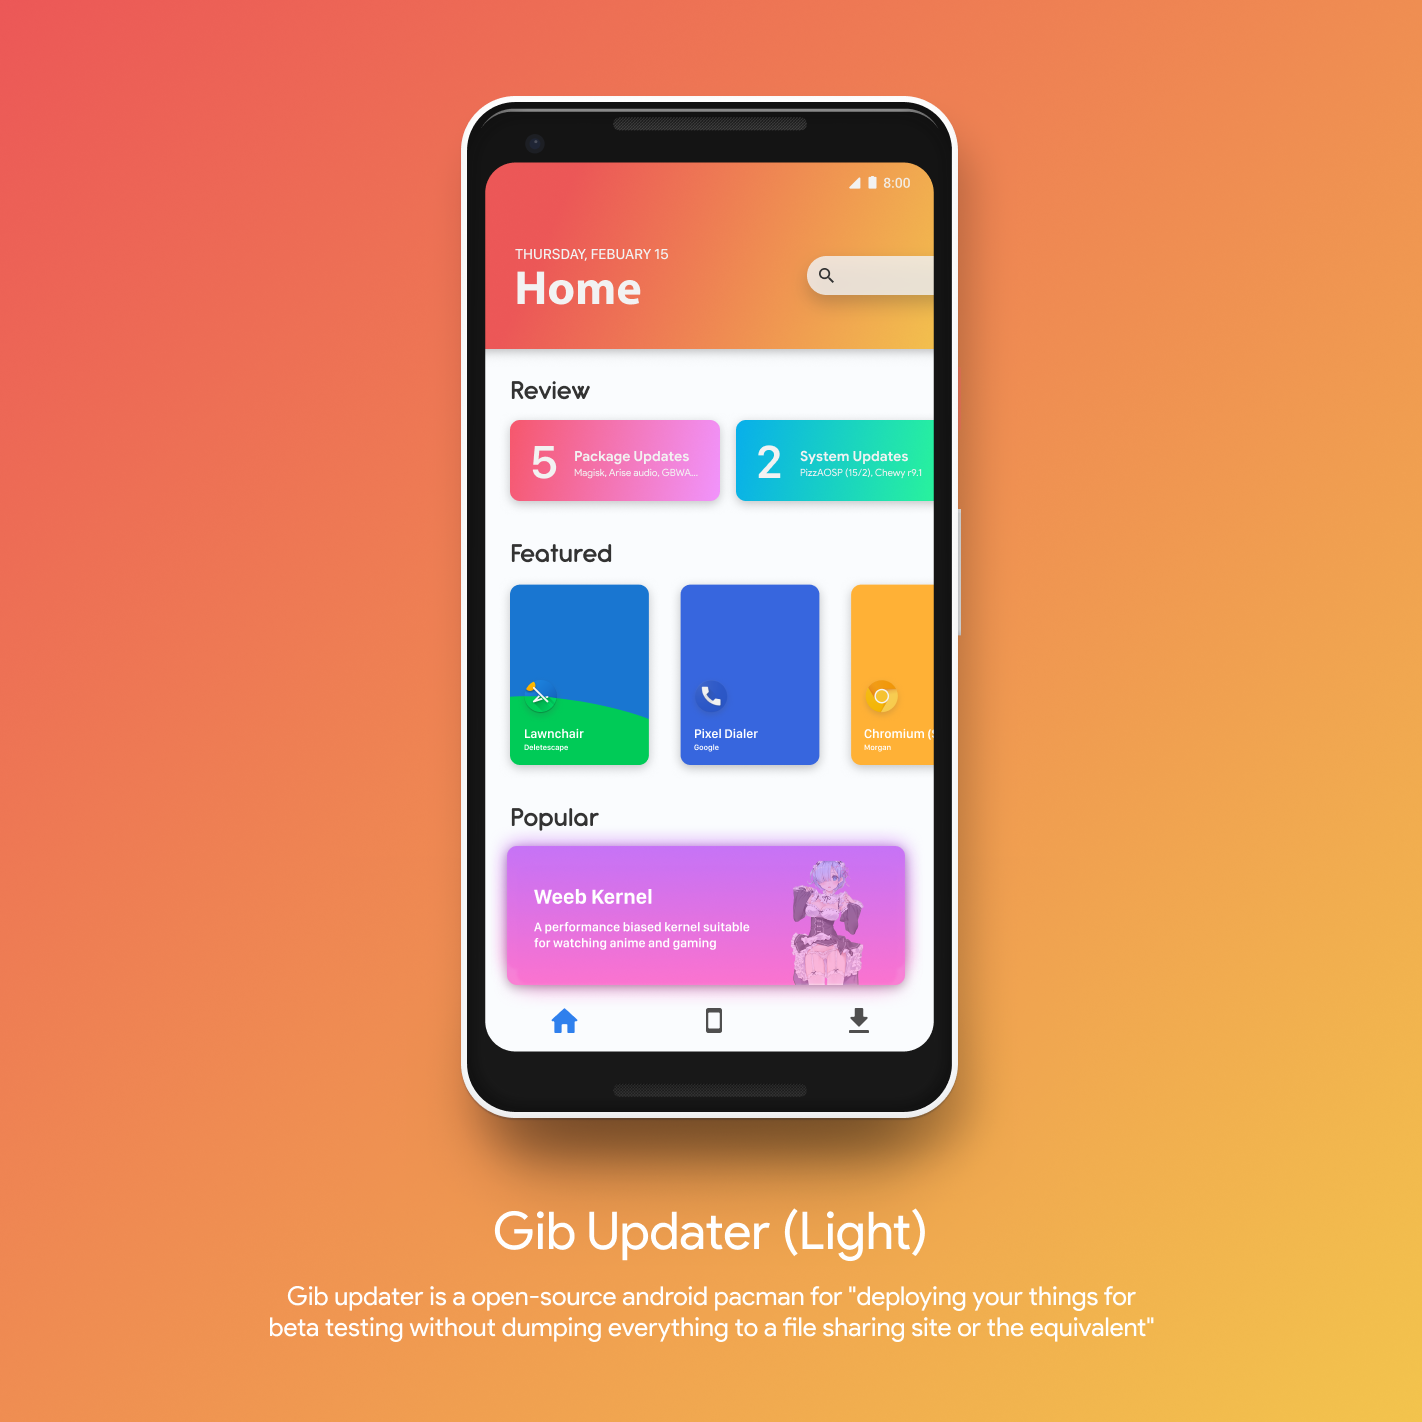 8:00
THURSDAY, FEBUARY 15
Home
Review
5
Package Updates
Magisk, Arise audio, GBWA...
2
System Updates
PizzAOSP (15/2), Chewy r9.1
Featured
Lawnchair
Deletescape
Pixel Dialer
Google
Chromium (
Morgan
Popular
Weeb Kernel
A performance biased kernel suitable
for watching anime and gaming
Gib Updater (Light)
Gib updater is a open-source android pacman for "deploying your things for
beta testing without dumping everything to a file sharing site or the equivalent"